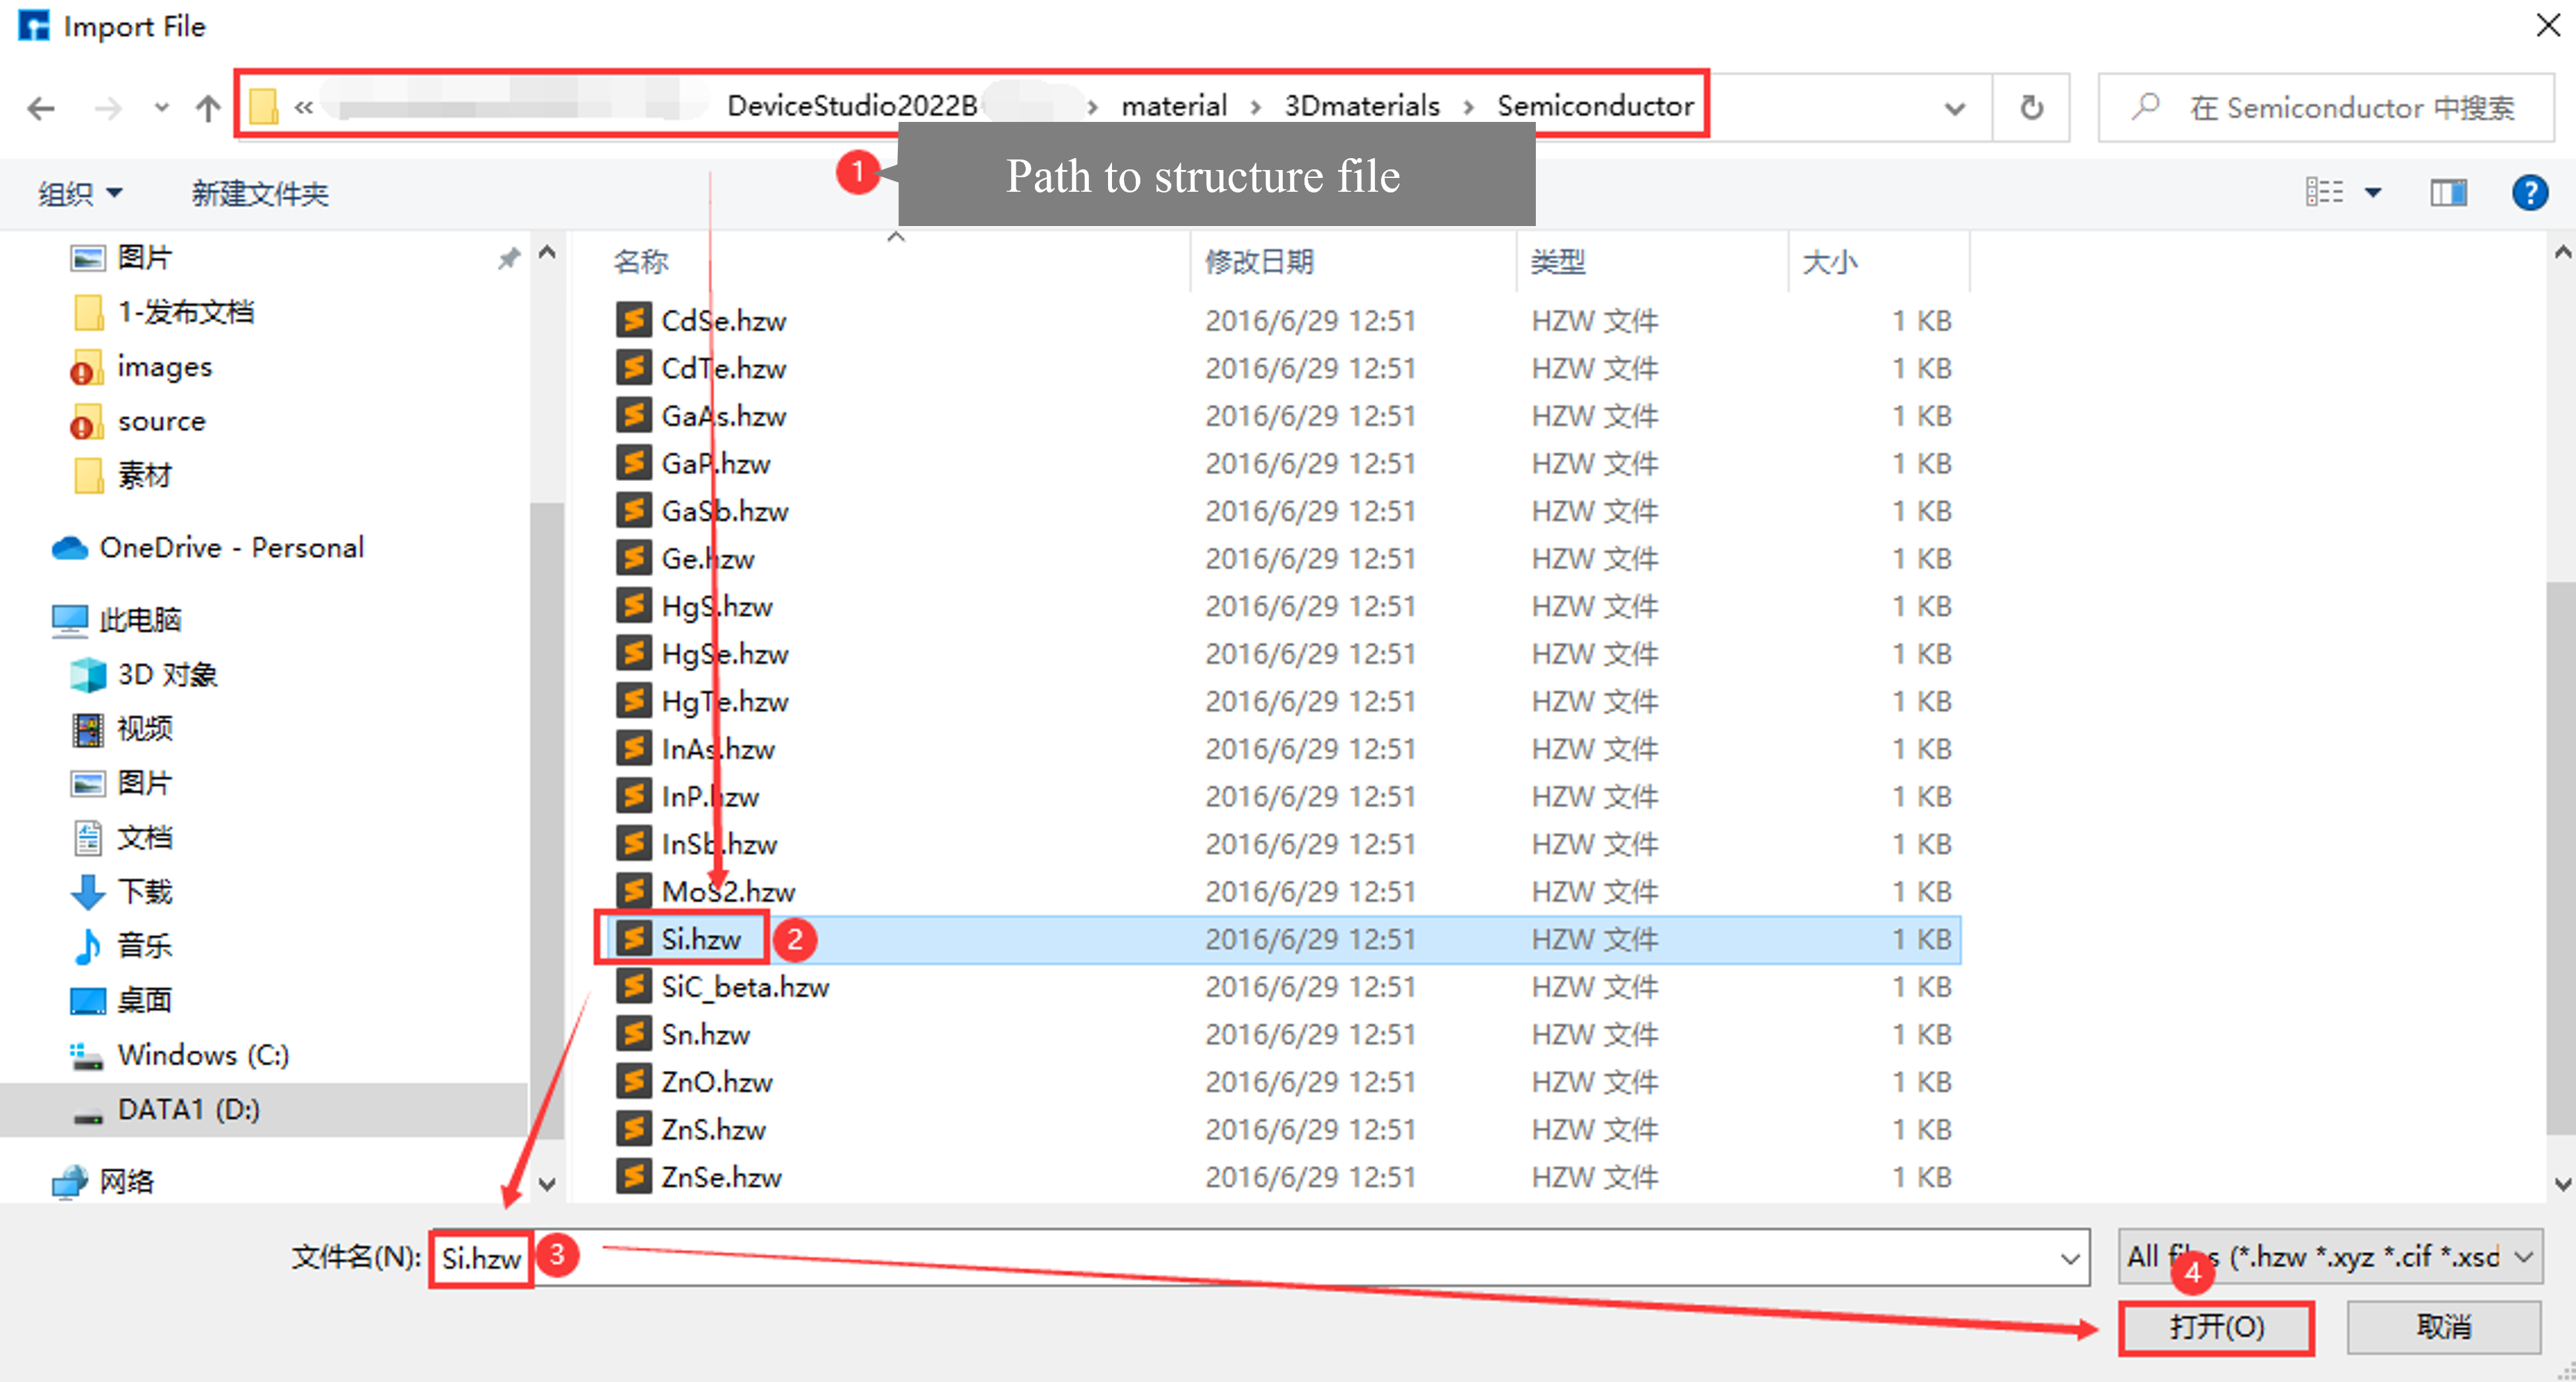 Import File
« DeviceStudio2022B › material › 3Dmaterials › Semiconductor
在 Semiconductor 中搜索
1 Path to structure file
组织 新建文件夹
图片
1-发布文档
images
source
素材
OneDrive - Personal
此电脑
3D 对象
视频
图片
文档
下载
音乐
桌面
Windows (C:)
DATA1 (D:)
网络
名称 修改日期 类型 大小
CdSe.hzw 2016/6/29 12:51 HZW 文件 1 KB
CdTe.hzw 2016/6/29 12:51 HZW 文件 1 KB
GaAs.hzw 2016/6/29 12:51 HZW 文件 1 KB
GaP.hzw 2016/6/29 12:51 HZW 文件 1 KB
GaSb.hzw 2016/6/29 12:51 HZW 文件 1 KB
Ge.hzw 2016/6/29 12:51 HZW 文件 1 KB
HgS.hzw 2016/6/29 12:51 HZW 文件 1 KB
HgSe.hzw 2016/6/29 12:51 HZW 文件 1 KB
HgTe.hzw 2016/6/29 12:51 HZW 文件 1 KB
InAs.hzw 2016/6/29 12:51 HZW 文件 1 KB
InP.hzw 2016/6/29 12:51 HZW 文件 1 KB
InSb.hzw 2016/6/29 12:51 HZW 文件 1 KB
MoS2.hzw 2016/6/29 12:51 HZW 文件 1 KB
Si.hzw 2 2016/6/29 12:51 HZW 文件 1 KB
SiC_beta.hzw 2016/6/29 12:51 HZW 文件 1 KB
Sn.hzw 2016/6/29 12:51 HZW 文件 1 KB
ZnO.hzw 2016/6/29 12:51 HZW 文件 1 KB
ZnS.hzw 2016/6/29 12:51 HZW 文件 1 KB
ZnSe.hzw 2016/6/29 12:51 HZW 文件 1 KB
文件名(N): Si.hzw 3
All files (*.hzw *.xyz *.cif *.xsd
4
打开(O) 取消